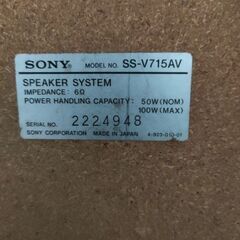 SONY MODEL NO. SS-V715AV
SPEAKER SYSTEM
IMPEDANCE: 6Ω
POWER HANDLING CAPACITY: 50W(NOM)
100W(MAX)
SERIAL NO. 2224948
SONY CORPORATION MADE IN JAPAN